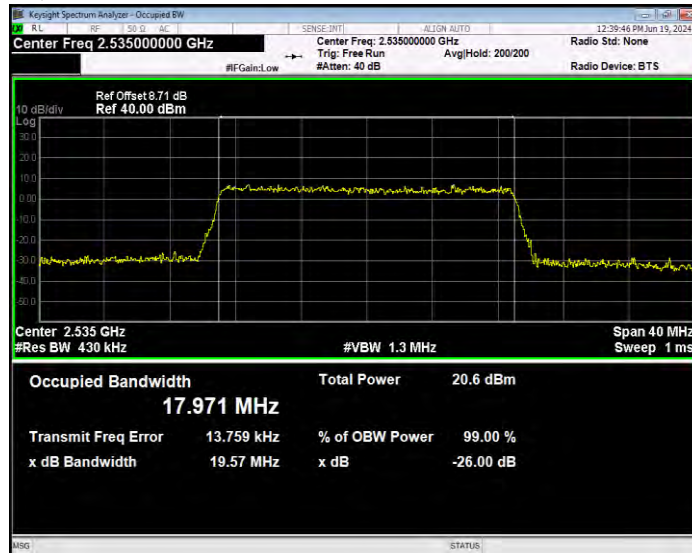 Keysight Spectrum Analyzer - Occupied BW
RL RF 50 Ω AC SENSE:INT ALIGN AUTO 12:39:46 PM Jun 19, 2024
Center Freq 2.535000000 GHz Center Freq: 2.535000000 GHz Radio Std: None
Trig: Free Run Avg|Hold: 200/200
#IFGain:Low #Atten: 40 dB Radio Device: BTS
Ref Offset 8.71 dB
10 dB/div Ref 40.00 dBm
Log
30.0
20.0
10.0
0.00
-10.0
-20.0
-30.0
-40.0
-50.0
Center 2.535 GHz Span 40 MHz
#Res BW 430 kHz #VBW 1.3 MHz Sweep 1 ms
Occupied Bandwidth Total Power 20.6 dBm
17.971 MHz
Transmit Freq Error 13.759 kHz % of OBW Power 99.00 %
x dB Bandwidth 19.57 MHz x dB -26.00 dB
MSG STATUS